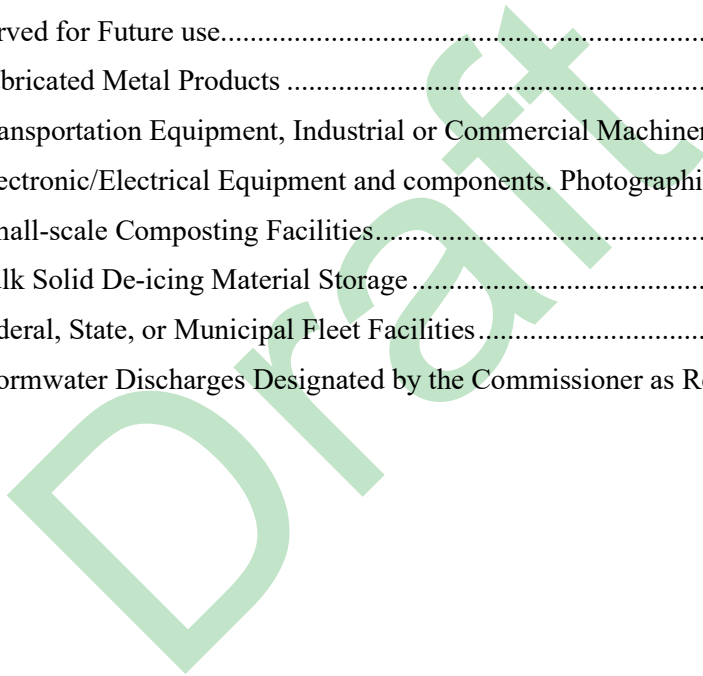 rved for Future use..........................................................................
bricated Metal Products ...............................................................
ansportation Equipment, Industrial or Commercial Machiner
ectronic/Electrical Equipment and components. Photographi
nall-scale Composting Facilities....................................................
lk Solid De-icing Material Storage..............................................
deral, State, or Municipal Fleet Facilities...................................
ormwater Discharges Designated by the Commissioner as Re
Draft